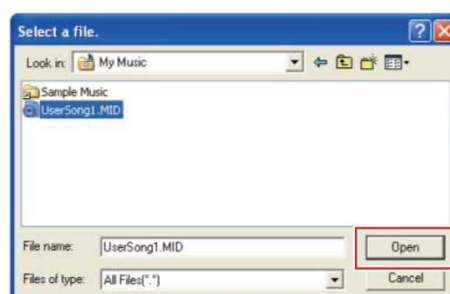 Select a file.
Look in: My Music
Sample Music
UserSong1.MID
File name: UserSong1.MID Open
Files of type: All Files(*.*) Cancel